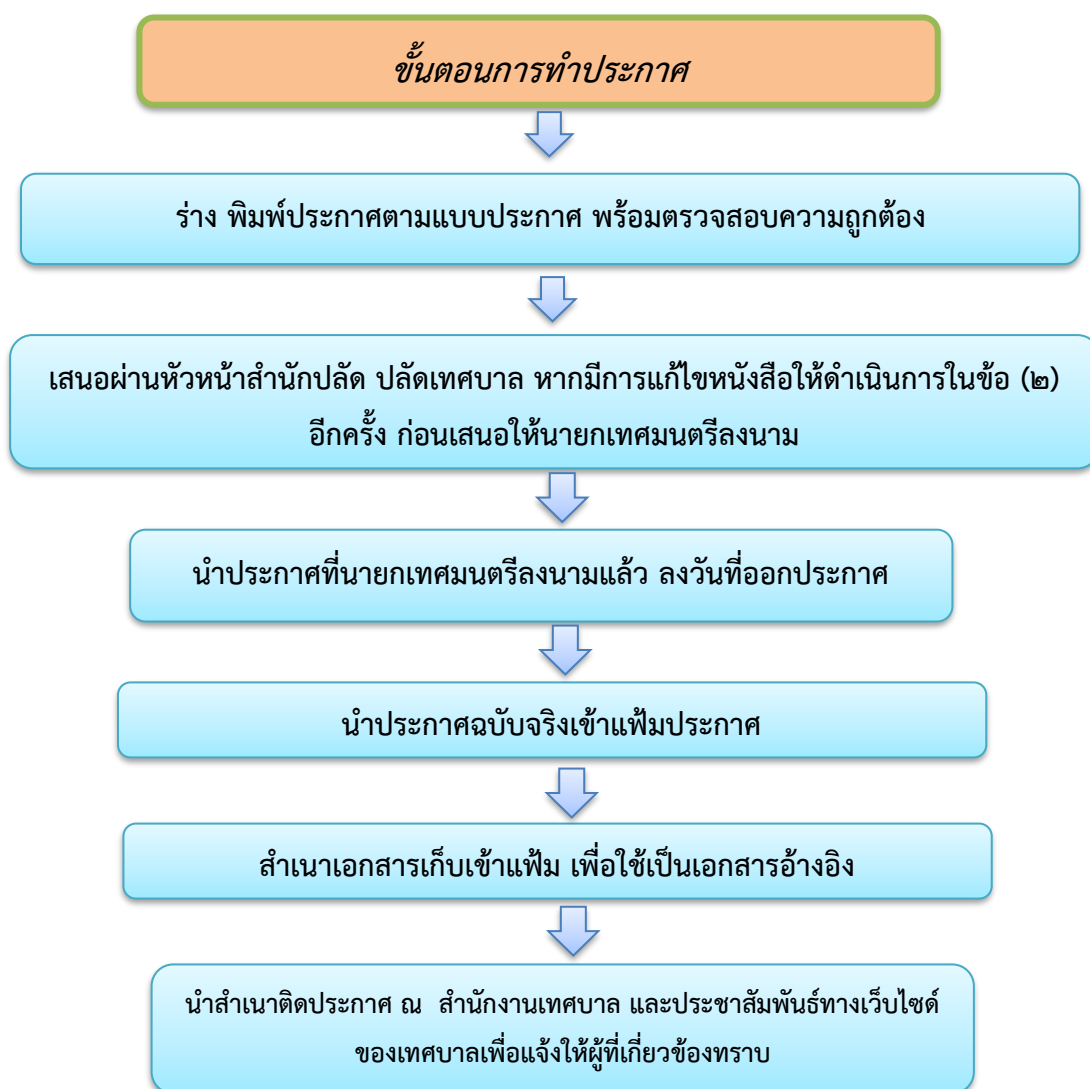 ขั้นตอนการทำประกาศ
ร่าง พิมพ์ประกาศตามแบบประกาศ พร้อมตรวจสอบความถูกต้อง
เสนอผ่านหัวหน้าสำนักปลัด ปลัดเทศบาล หากมีการแก้ไขหนังสือให้ดำเนินการในข้อ (๒)
อีกครั้ง ก่อนเสนอให้นายกเทศมนตรีลงนาม
นำประกาศที่นายกเทศมนตรีลงนามแล้ว ลงวันที่ออกประกาศ
นำประกาศฉบับจริงเข้าแฟ้มประกาศ
สำเนาเอกสารเก็บเข้าแฟ้ม เพื่อใช้เป็นเอกสารอ้างอิง
นำสำเนาติดประกาศ ณ สำนักงานเทศบาล และประชาสัมพันธ์ทางเว็บไซด์
ของเทศบาลเพื่อแจ้งให้ผู้ที่เกี่ยวข้องทราบ